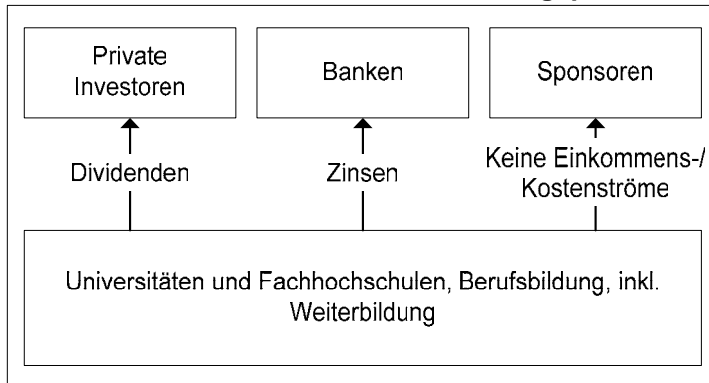 Private
Investoren
Banken
Sponsoren
Dividenden
Zinsen
Keine Einkommens-/
Kostenströme
Universitäten und Fachhochschulen, Berufsbildung, inkl.
Weiterbildung